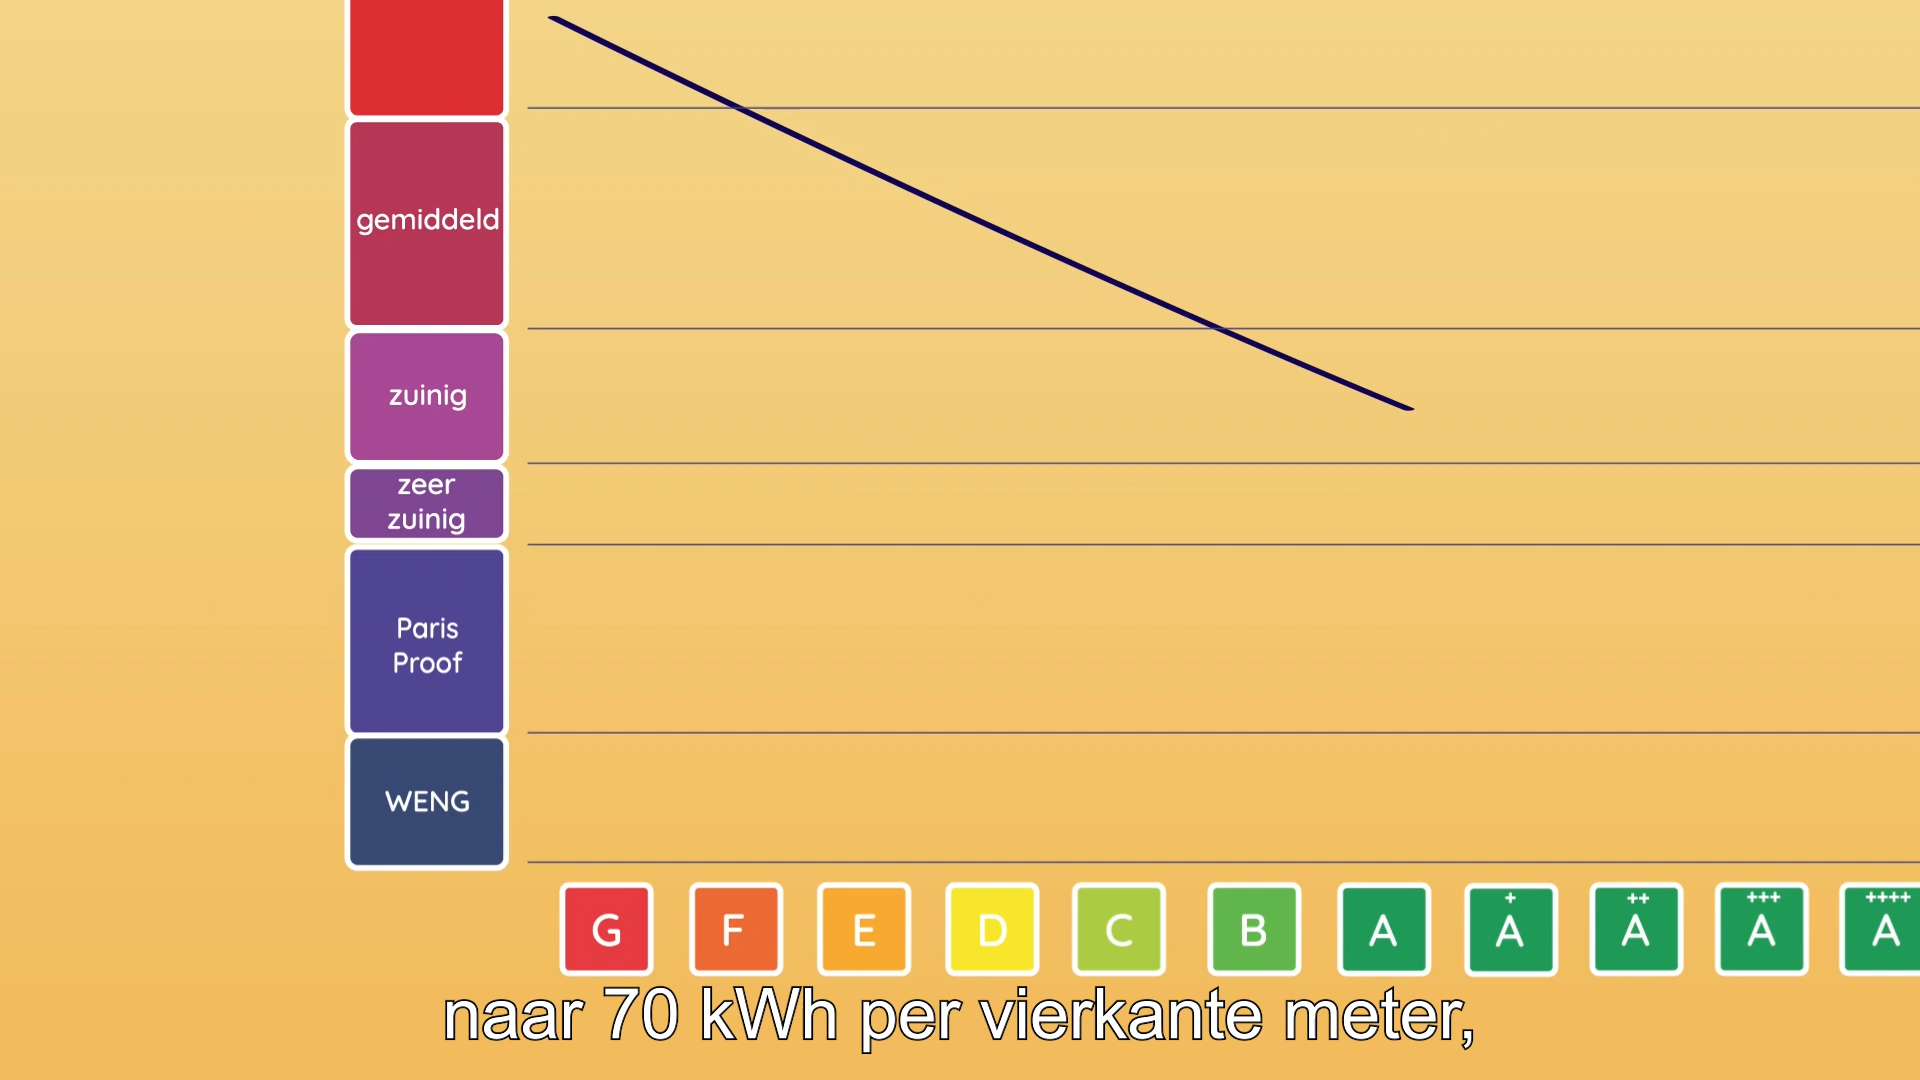 gemiddeld
zuinig
zeer
zuinig
Paris
Proof
WENG
G F E D C B A A+ A++ A+++ A++++
naar 70 kWh per vierkante meter,